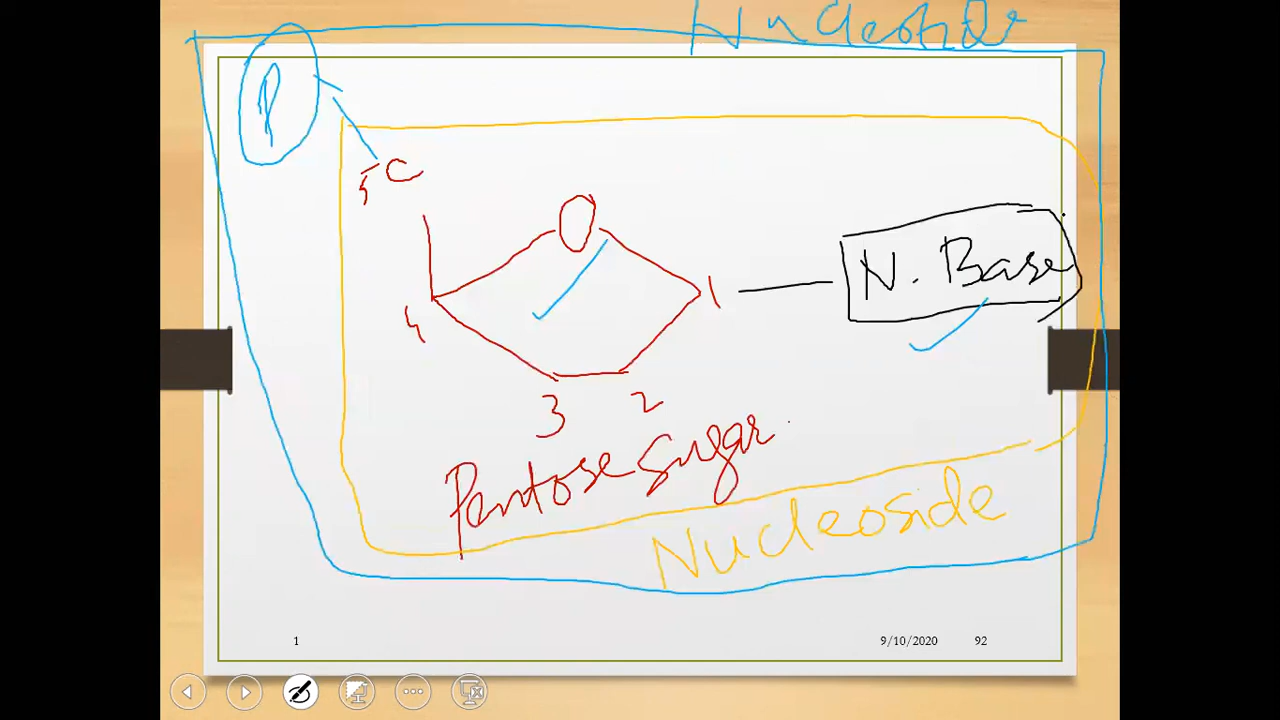 Nucleotide
P
5C
O
1
N. Base
4
3
2
Pentose sugar
Nucleoside
1
9/10/2020
92